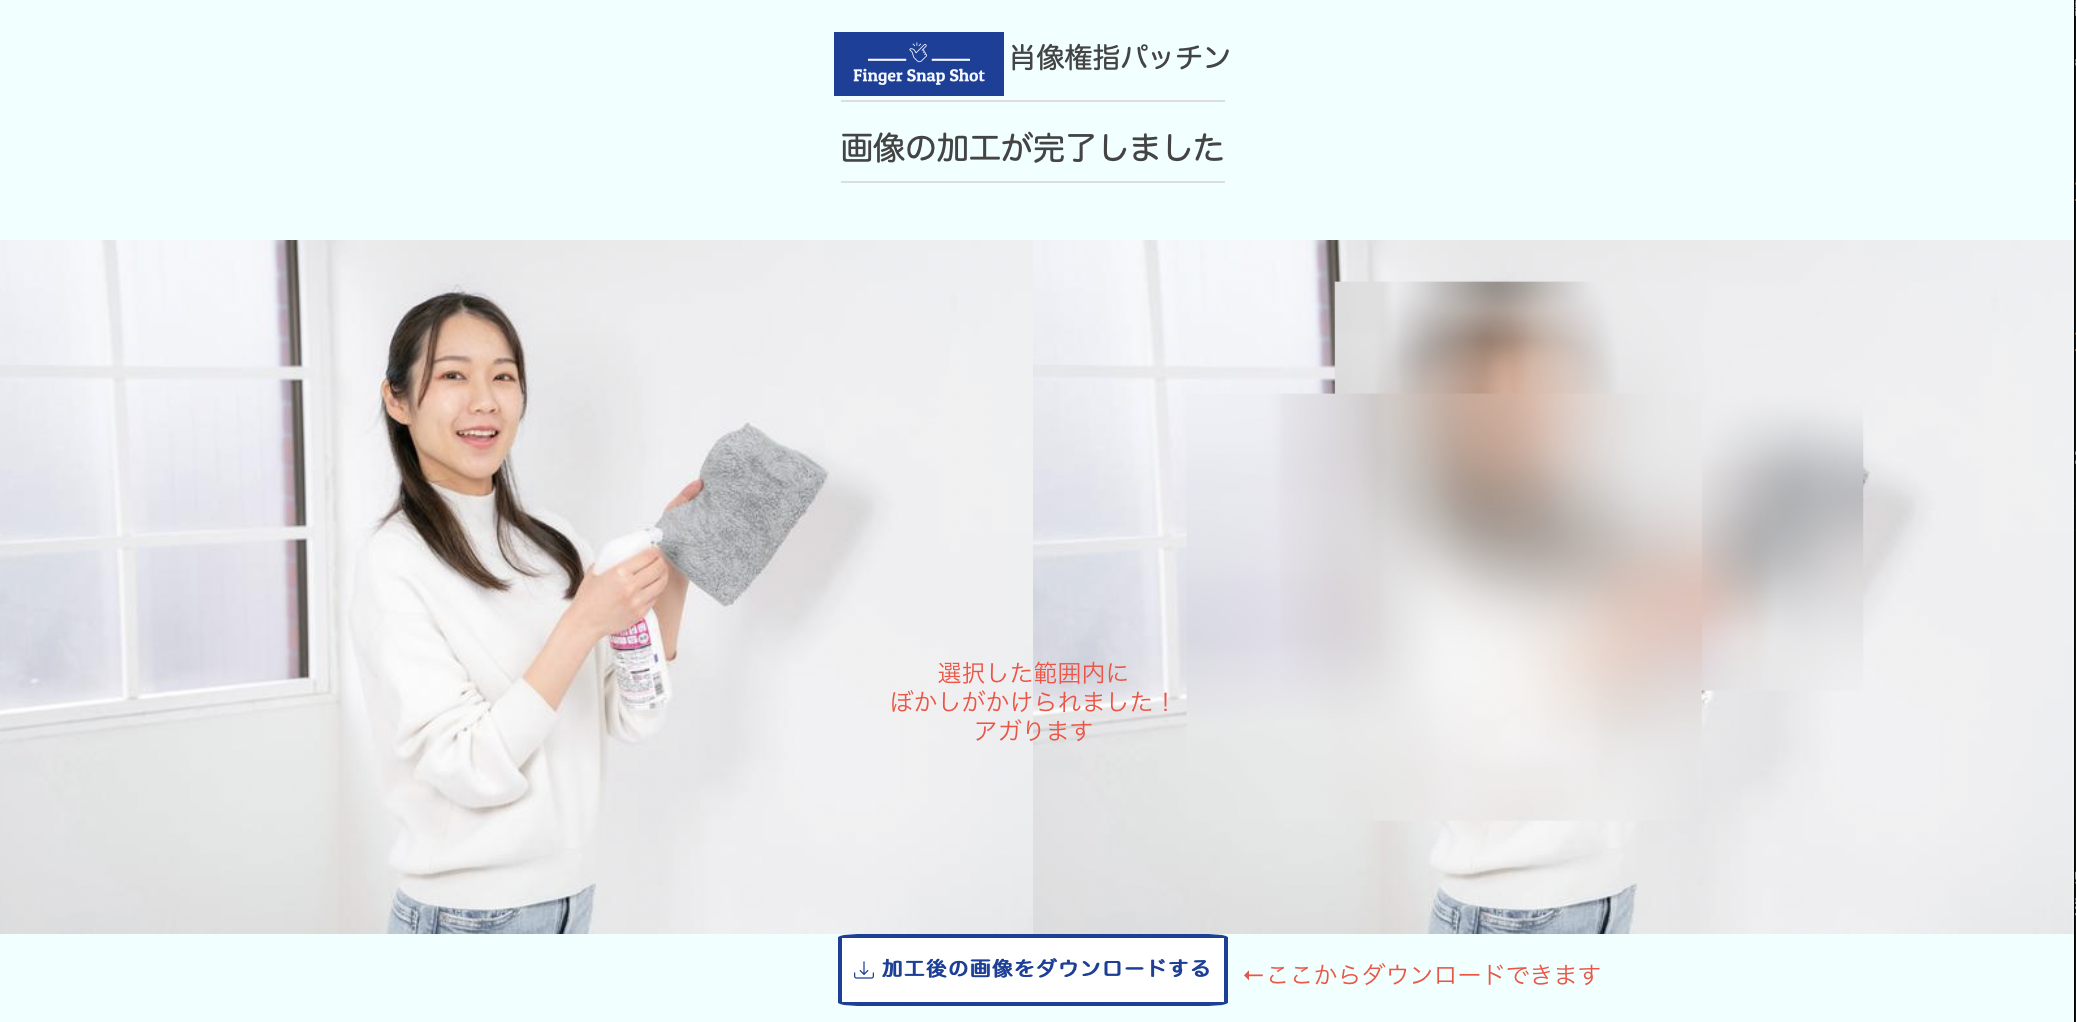 Finger Snap Shot
肖像権指パッチン
画像の加工が完了しました
選択した範囲内に
ぼかしがかけられました！
アガります
加工後の画像をダウンロードする
←ここからダウンロードできます